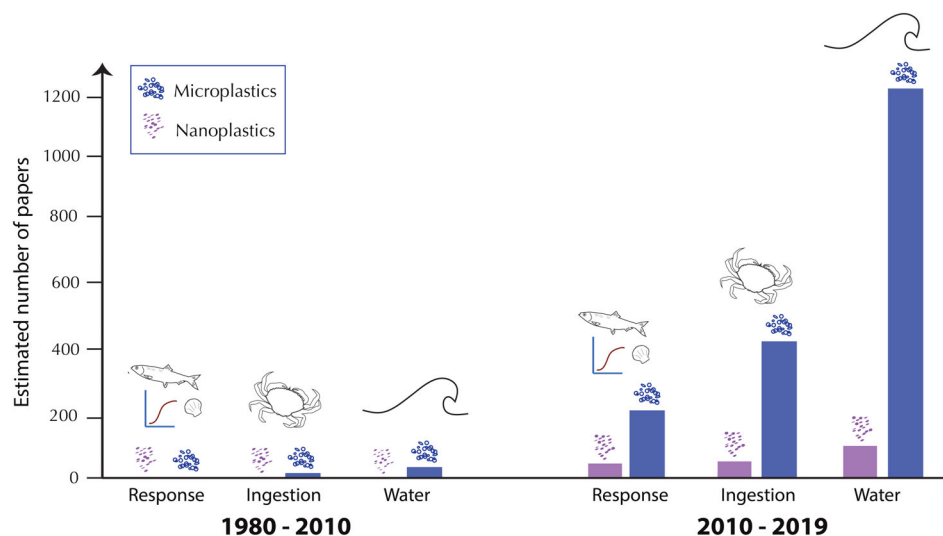 Estimated number of papers
1200
1000
800
600
400
200
0
Microplastics
Nanoplastics
Response Ingestion Water Response Ingestion Water
1980 - 2010 2010 - 2019